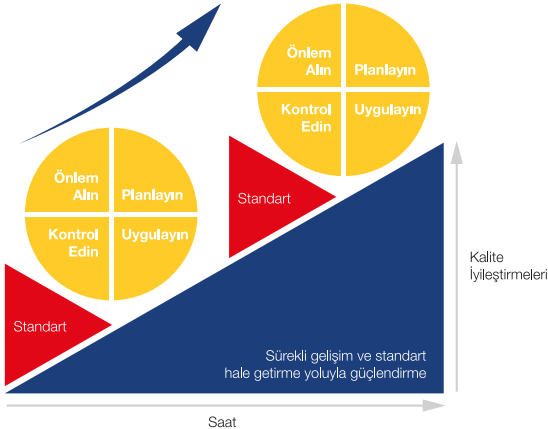 Önlem
Alın
Planlayın
Kontrol
Edin
Uygulayın
Önlem
Alın
Planlayın
Kontrol
Edin
Uygulayın
Standart
Standart
Kalite
İyileştirmeleri
Sürekli gelişim ve standart
hale getirme yoluyla güçlendirme
Saat